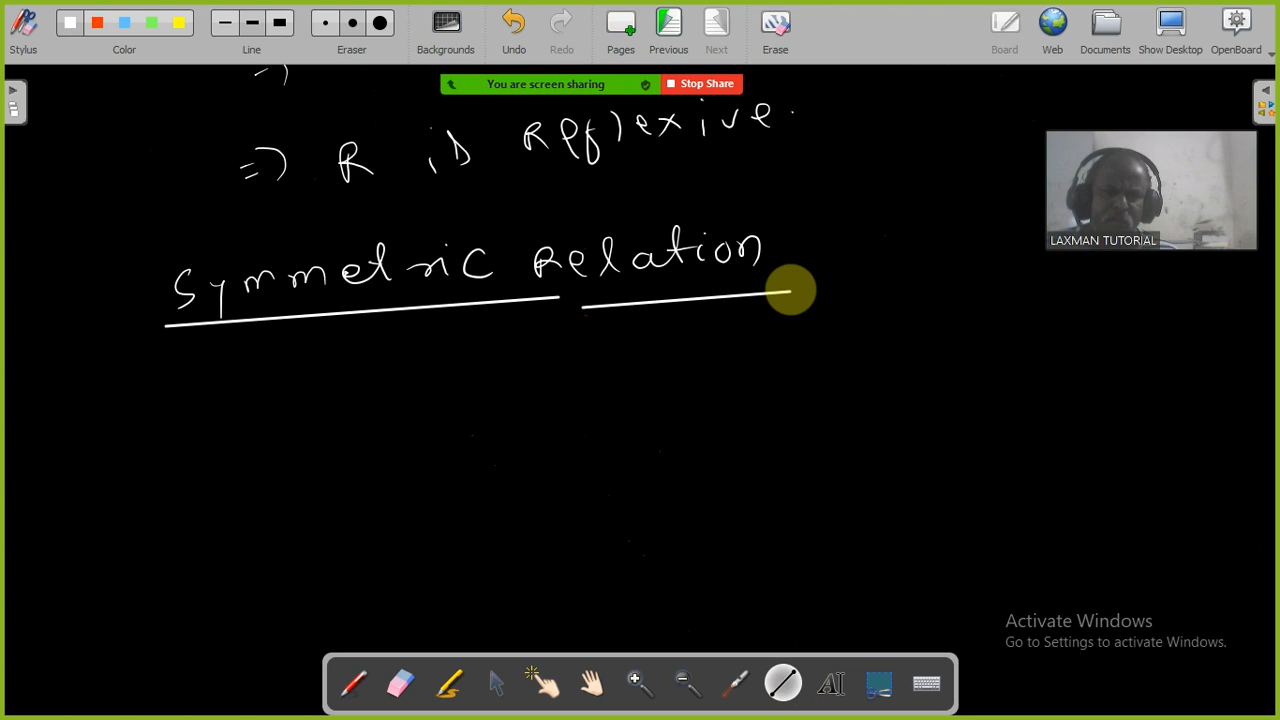 Stylus
Color
Line
Eraser
Backgrounds
Undo
Redo
Pages
Previous
Next
Erase
Board
Web
Documents
Show Desktop
OpenBoard
You are screen sharing
Stop Share
=)
=) R is Reflexive.
LAXMAN TUTORIAL
Symmetric Relation
Activate Windows
Go to Settings to activate Windows.
AI